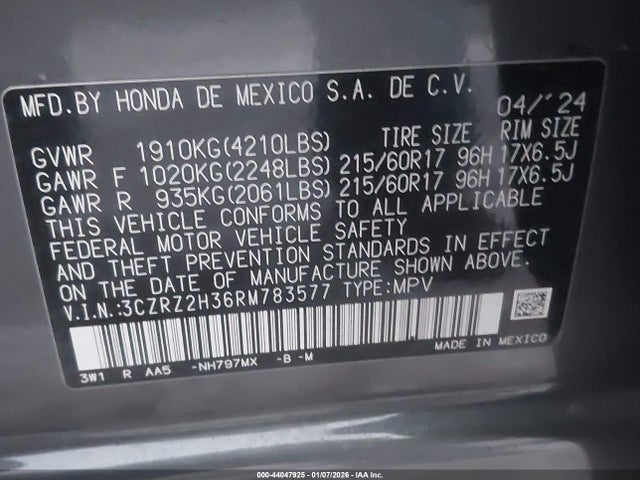 MFD.BY HONDA DE MEXICO S.A. DE C.V. 04/'24
TIRE SIZE RIM SIZE
GVWR 1910KG(4210LBS)
GAWR F 1020KG(2248LBS) 215/60R17 96H 17X6.5J
GAWR R 935KG(2061LBS) 215/60R17 96H 17X6.5J
THIS VEHICLE CONFORMS TO ALL APPLICABLE
FEDERAL MOTOR VEHICLE SAFETY
AND THEFT PREVENTION STANDARDS IN EFFECT
ON THE DATE OF MANUFACTURE SHOWN ABOVE.
V.I.N.:3CZRZ2H36RM783577 TYPE:MPV
3W1 R AA5 -NH797MX -B -M
MADE IN MEXICO
000-44047925 - 01/07/2026 - IAA Inc.